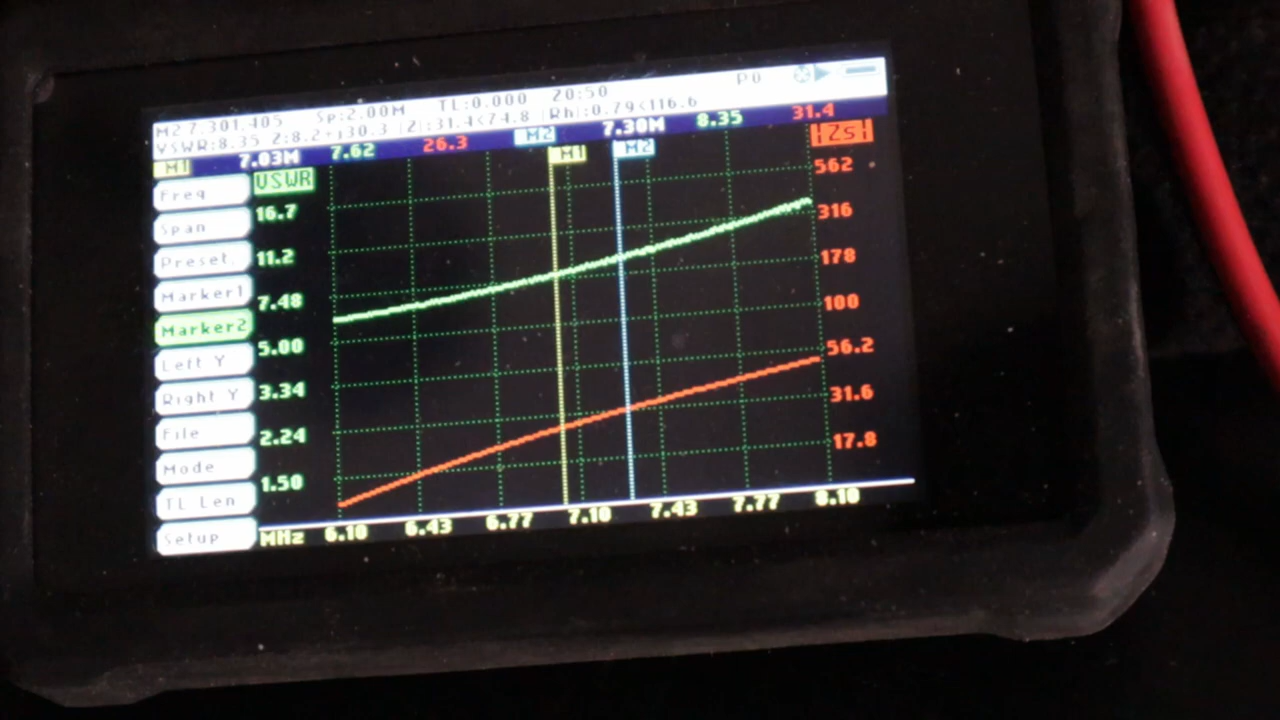 M2 7.301.405 Sp:2.00M TL:0.000 20:50 P0
VSWR:8.35 Z:8.2+j30.3 |Z|:31.4<74.8 |Rh|:0.79<116.6
M1 7.03M 7.62 26.3 M2 7.30M 8.35 31.4
Freq VSWR M1 M2 |Zs|
16.7 562
Span 316
Preset. 11.2 178
Marker1 7.48 100
Marker2 5.00 56.2
Left Y 3.34 31.6
Right Y 2.24 17.8
File 1.50
Mode
TL Len
Setup MHz 6.10 6.43 6.77 7.10 7.43 7.77 8.10